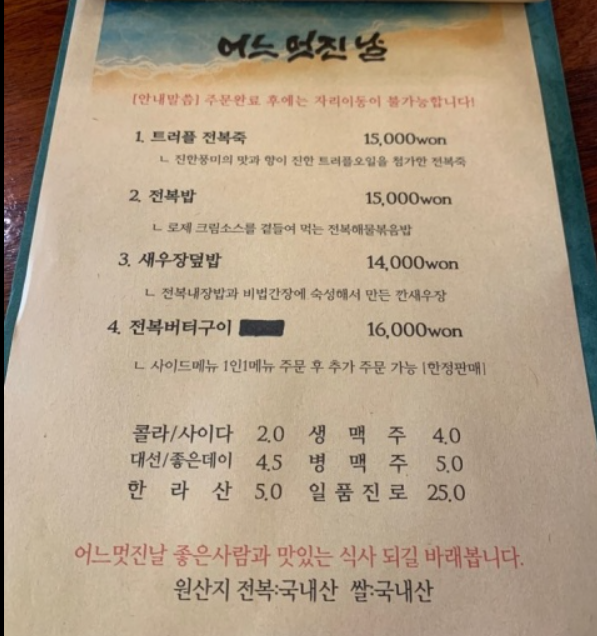 어느 멋진 날
[안내말씀] 주문완료 후에는 자리이동이 불가능합니다!
1. 트러플 전복죽 15,000won
ㄴ 진한풍미의 맛과 향이 진한 트러플오일을 첨가한 전복죽
2. 전복밥 15,000won
ㄴ 로제 크림소스를 곁들여 먹는 전복해물볶음밥
3. 새우장덮밥 14,000won
ㄴ 전복내장밥과 비법간장에 숙성해서 만든 깐새우장
4. 전복버터구이 16,000won
ㄴ 사이드메뉴 1인1메뉴 주문 후 추가 주문 가능 [한정판매]
콜라/사이다 2.0 생 맥 주 4.0
대선/좋은데이 4.5 병 맥 주 5.0
한 라 산 5.0 일품진로 25.0
어느멋진날 좋은사람과 맛있는 식사 되길 바래봅니다.
원산지 전복:국내산 쌀:국내산